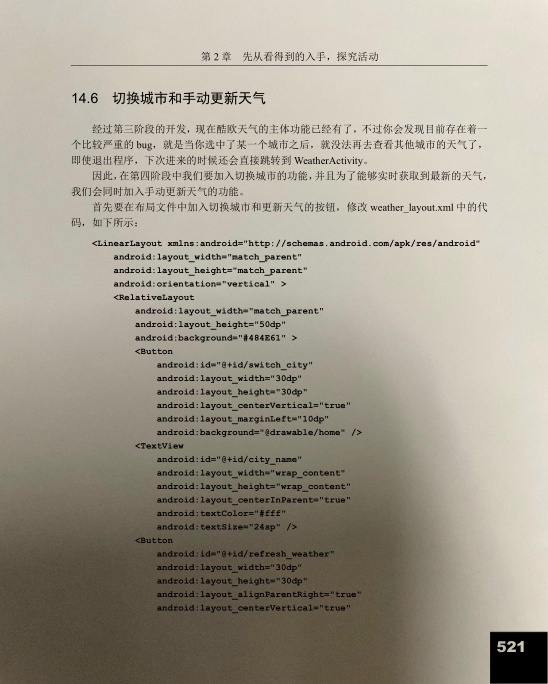 第 2 章 先从看得到的入手，探究活动
14.6 切换城市和手动更新天气
经过第三阶段的开发，现在酷欧天气的主体功能已经有了，不过你会发现目前存在着一
个比较严重的 bug，就是当你选中了某一个城市之后，就没法再去查看其他城市的天气了，
即使退出程序，下次进来的时候还会直接跳转到 WeatherActivity。
因此，在第四阶段中我们要加入切换城市的功能，并且为了能够实时获取到最新的天气，
我们会同时加入手动更新天气的功能。
首先要在布局文件中加入切换城市和更新天气的按钮，修改 weather_layout.xml 中的代
码，如下所示：
<LinearLayout xmlns:android="http://schemas.android.com/apk/res/android"
android:layout_width="match_parent"
android:layout_height="match_parent"
android:orientation="vertical" >
<RelativeLayout
android:layout_width="match_parent"
android:layout_height="50dp"
android:background="#484E61" >
<Button
android:id="@+id/switch_city"
android:layout_width="30dp"
android:layout_height="30dp"
android:layout_centerVertical="true"
android:layout_marginLeft="10dp"
android:background="@drawable/home" />
<TextView
android:id="@+id/city_name"
android:layout_width="wrap_content"
android:layout_height="wrap_content"
android:layout_centerInParent="true"
android:textColor="#fff"
android:textSize="24sp" />
<Button
android:id="@+id/refresh_weather"
android:layout_width="30dp"
android:layout_height="30dp"
android:layout_alignParentRight="true"
android:layout_centerVertical="true"
521